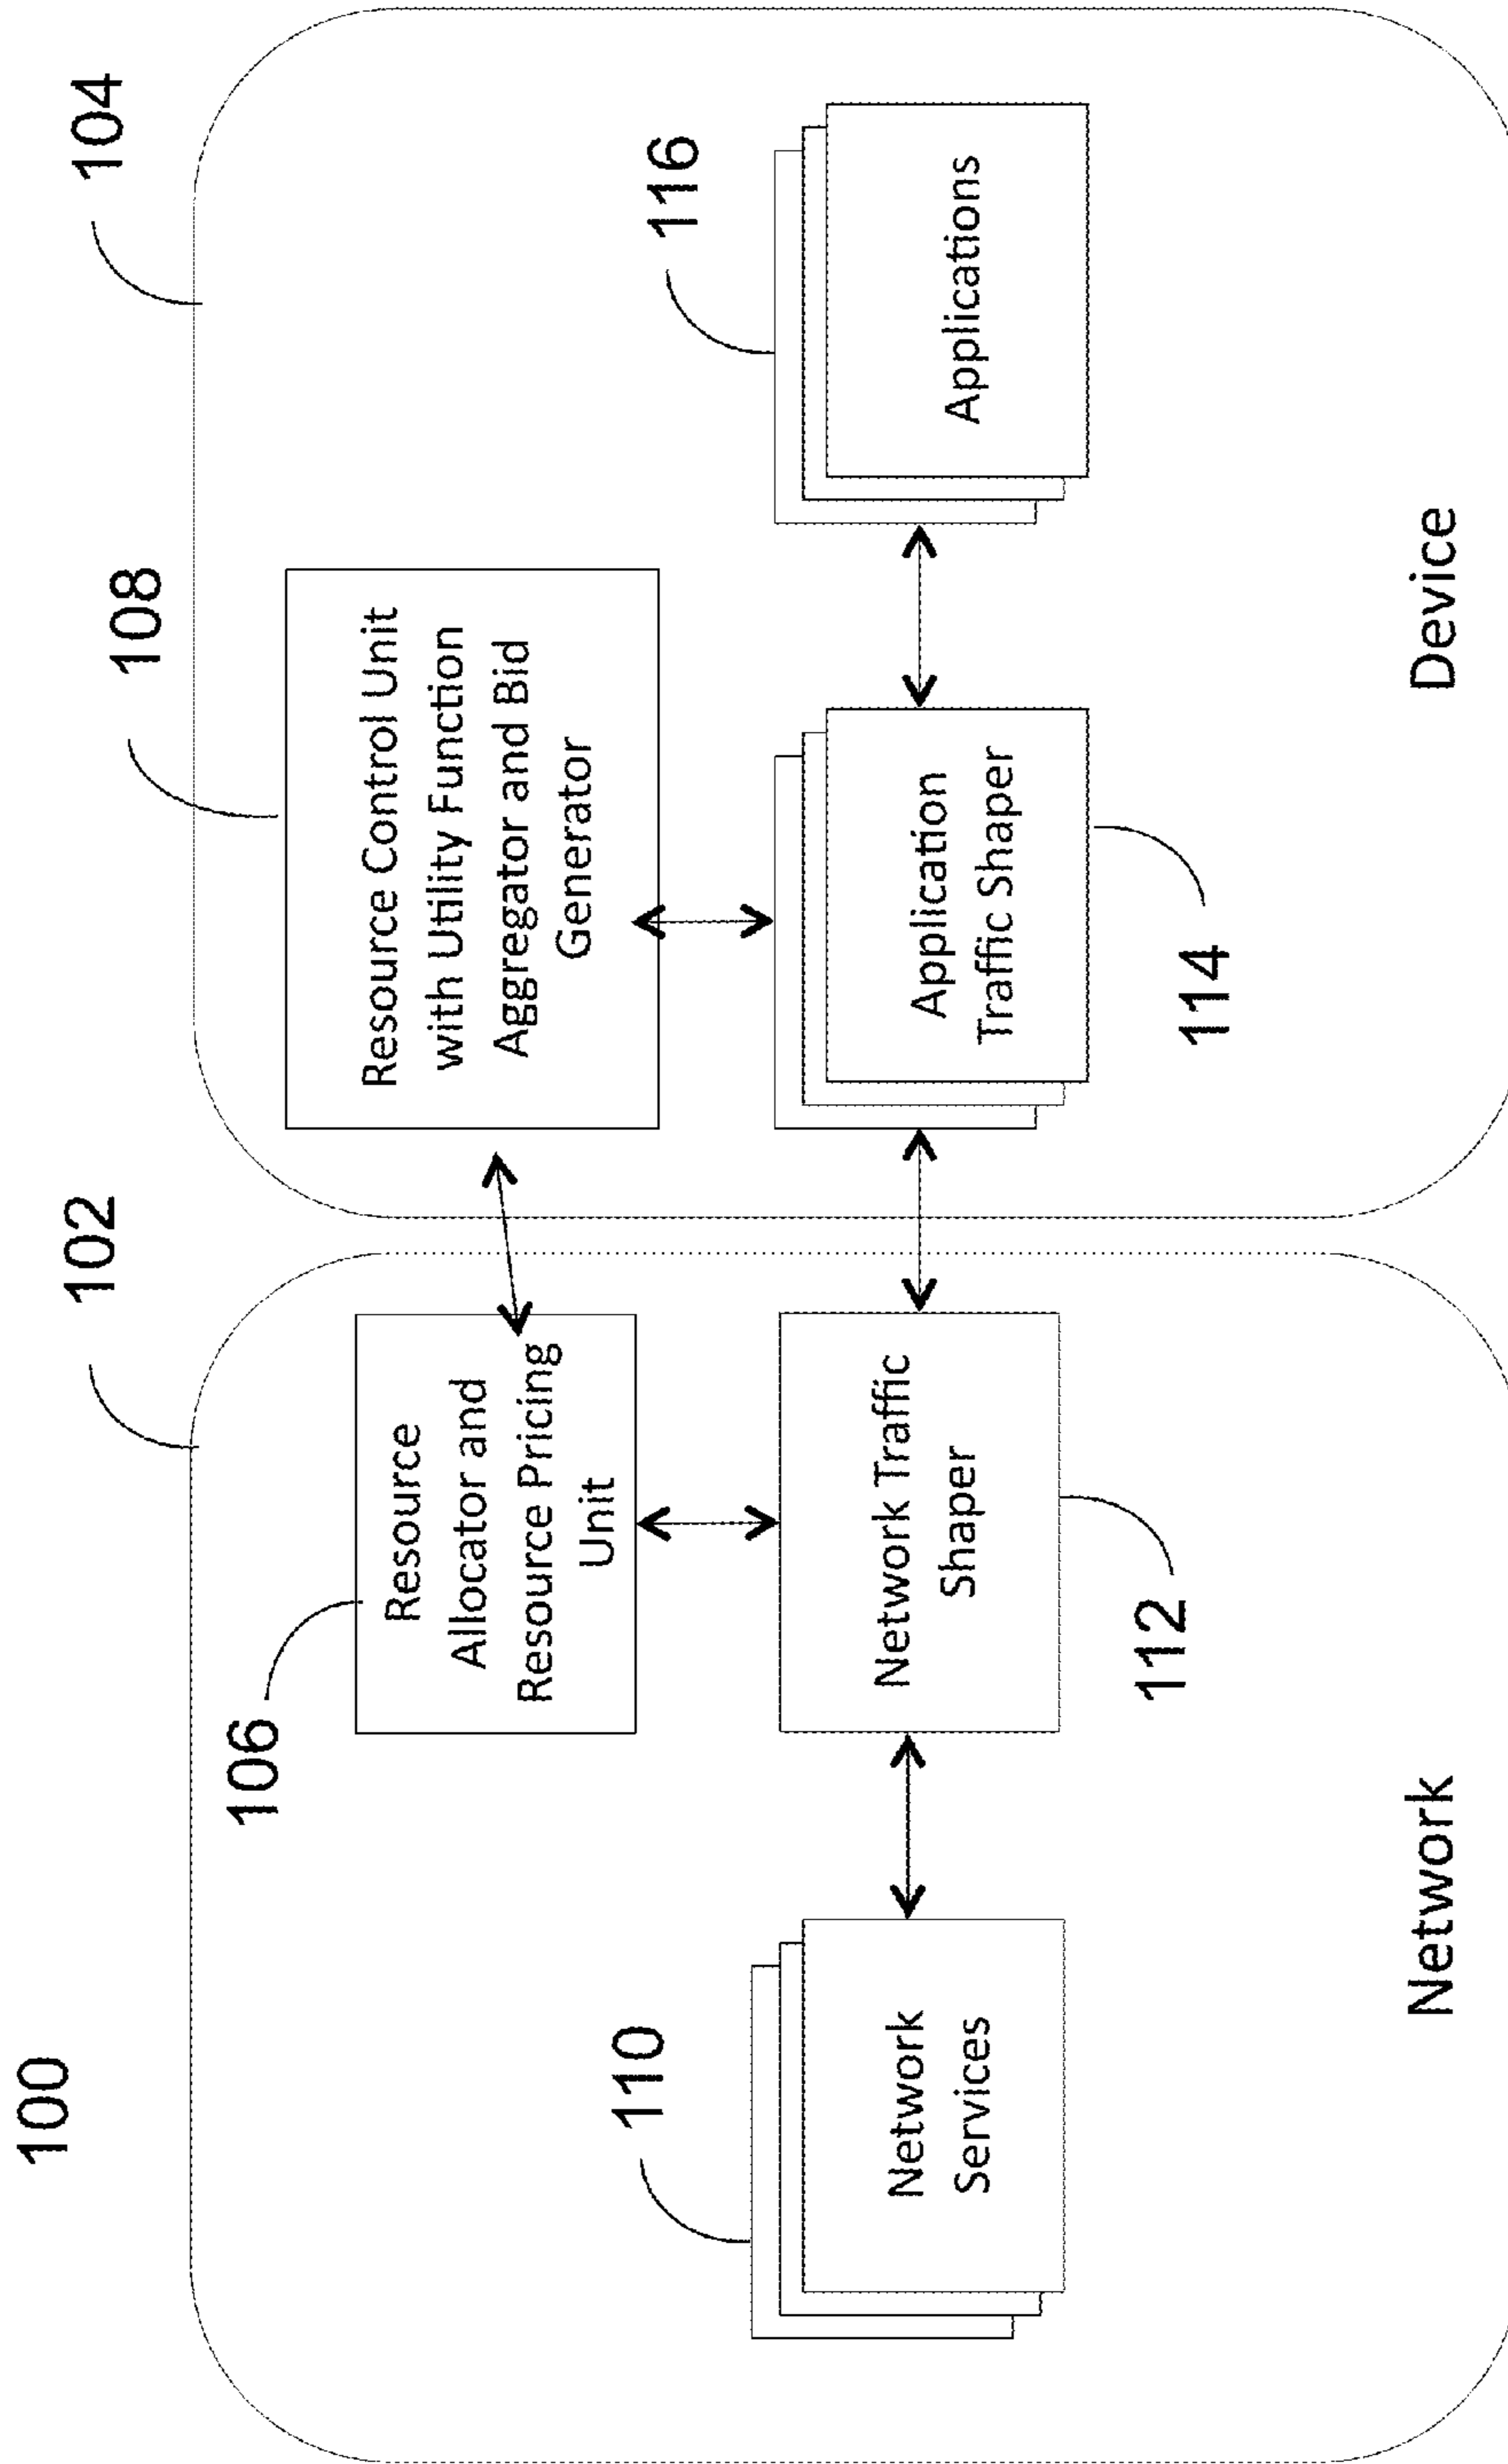 100
102
104
106
Resource
Allocator and
Resource Pricing
Unit
108
Resource Control Unit
with Utility Function
Aggregator and Bid
Generator
110
Network
Services
Network Traffic
Shaper
112
Application
Traffic Shaper
114
116
Applications
Network
Device